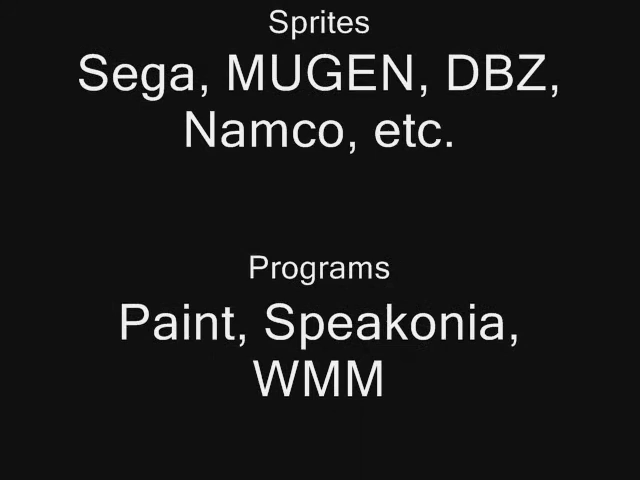 Sprites
Sega, MUGEN, DBZ,
Namco, etc.
Programs
Paint, Speakonia,
WMM